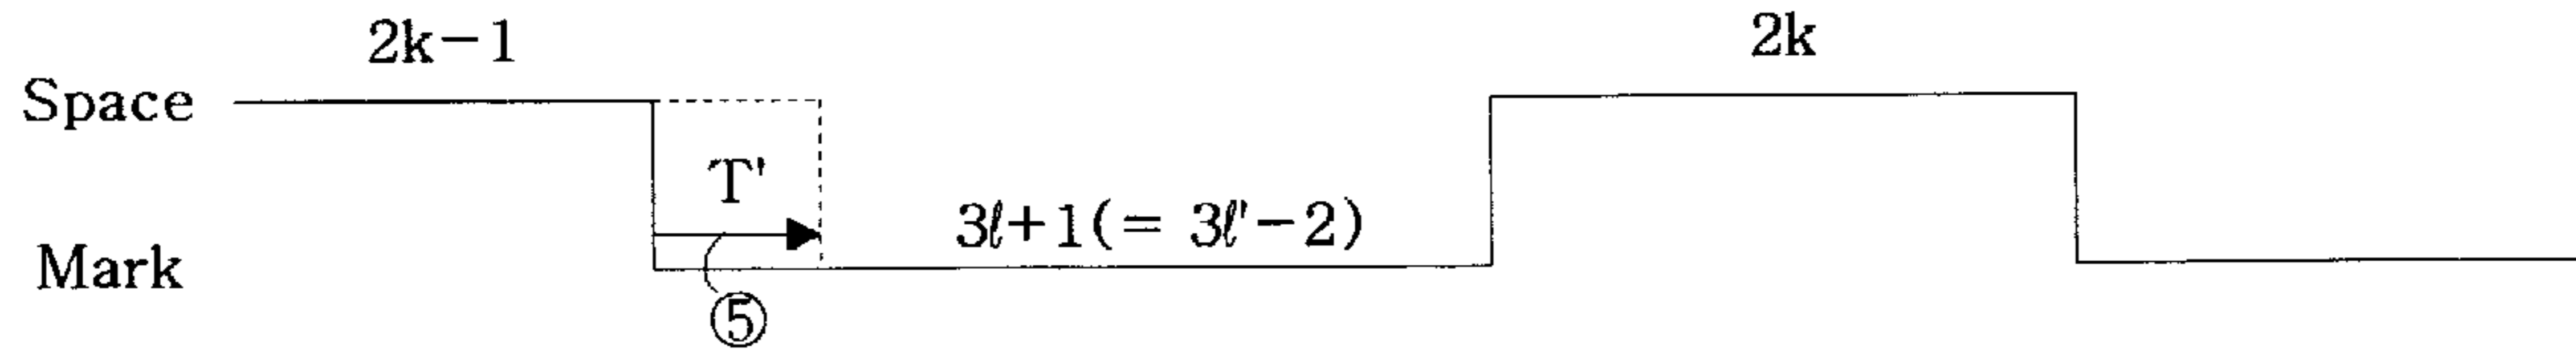 2k-1
2k
Space
T'
3ℓ+1(= 3ℓ'-2)
Mark
⑤